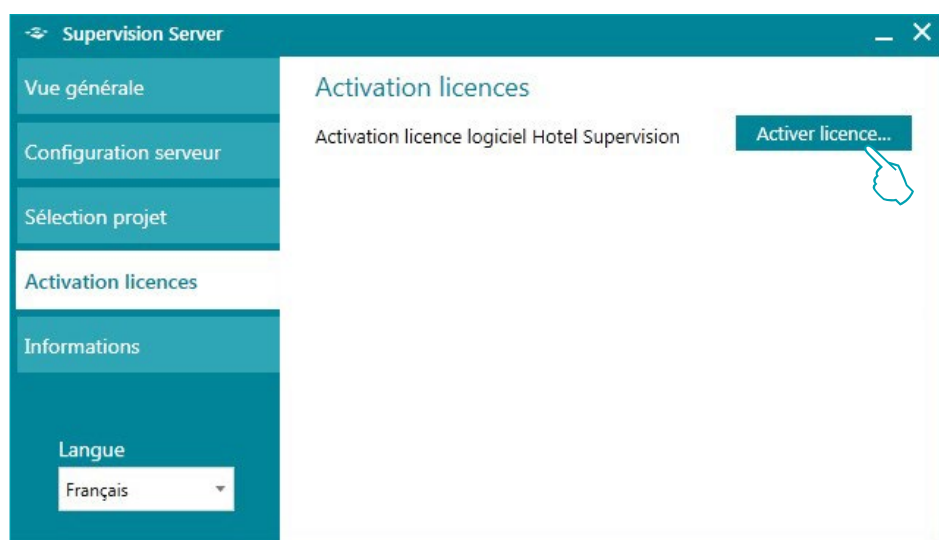 Supervision Server
Vue générale
Configuration serveur
Sélection projet
Activation licences
Informations
Langue
Français
Activation licences
Activation licence logiciel Hotel Supervision
Activer licence...